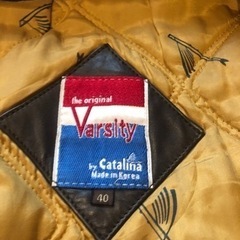 the original
Varsity
by Catalina
Made in Korea
40